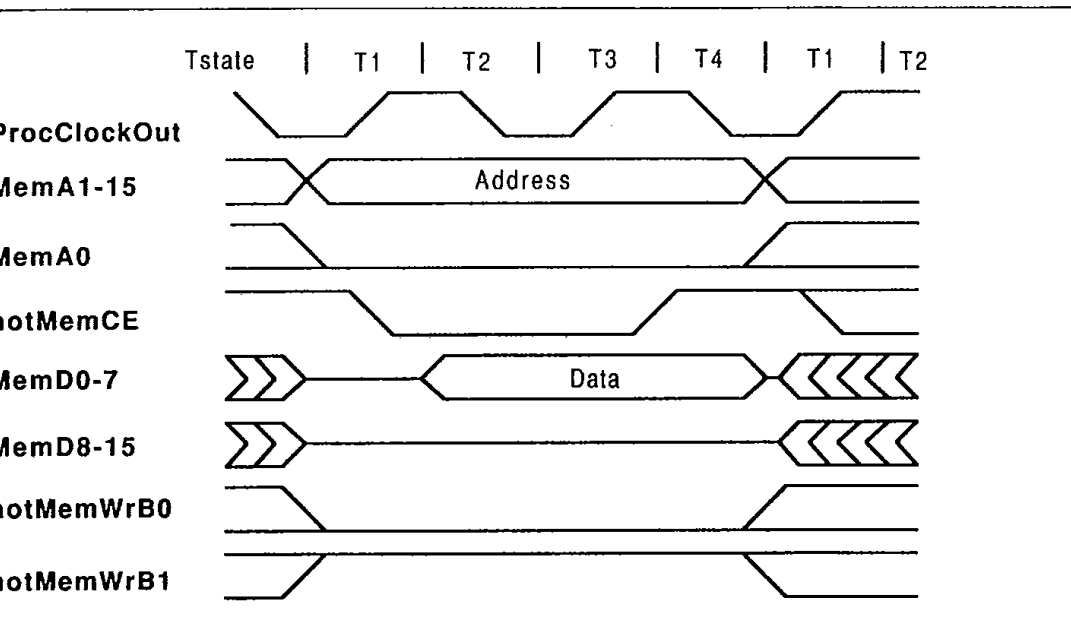 Tstate | T1 | T2 | T3 | T4 | T1 | T2
ProcClockOut
MemA1-15
Address
MemA0
notMemCE
MemD0-7
Data
MemD8-15
notMemWrB0
notMemWrB1